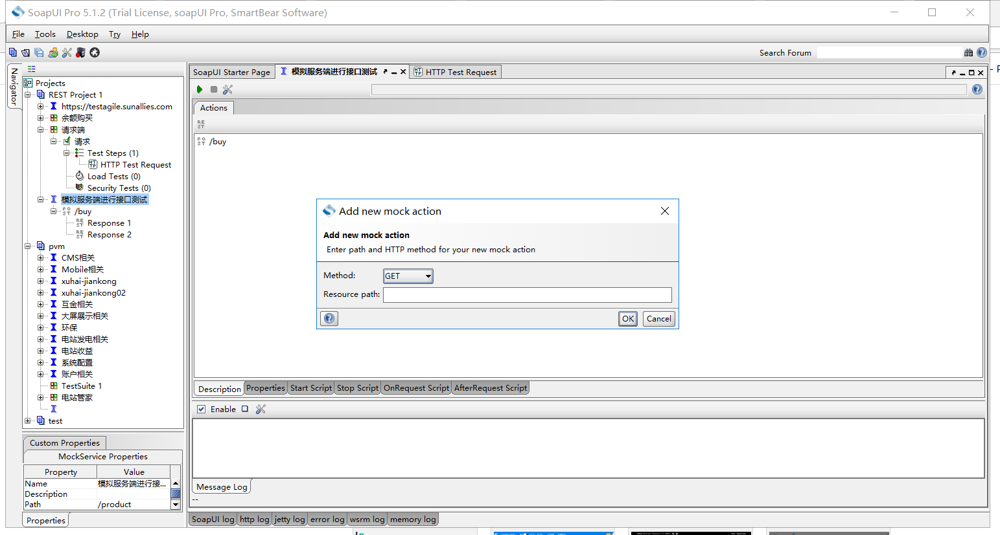 SoapUI Pro 5.1.2 (Trial License, soapUI Pro, SmartBear Software)
File Tools Desktop Try Help
Search Forum
Navigator
Projects
REST Project 1
https://testagile.sunallies.com
余额购买
请求端
请求
Test Steps (1)
HTTP Test Request
Load Tests (0)
Security Tests (0)
模拟服务端进行接口测试
/buy
Response 1
Response 2
pvm
CMS相关
Mobile相关
xuhai-jiankong
xuhai-jiankong02
互金相关
大屏展示相关
环保
电站发电相关
电站收益
系统配置
账户相关
TestSuite 1
电站管家
test
Custom Properties
MockService Properties
Property Value
Name 模拟服务端进行接...
Description
Path /product
Properties
SoapUI Starter Page 模拟服务端进行接口测试 HTTP Test Request
Actions
REST
POST /buy
Add new mock action
Add new mock action
Enter path and HTTP method for your new mock action
Method: GET
Resource path:
OK Cancel
Description Properties Start Script Stop Script OnRequest Script AfterRequest Script
Enable
Message Log
--
SoapUI log http log jetty log error log wsrm log memory log